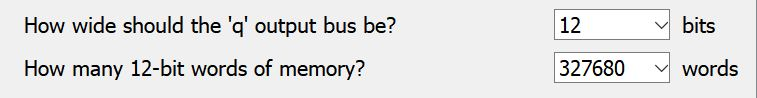 How wide should the 'q' output bus be? 12 bits
How many 12-bit words of memory? 327680 words